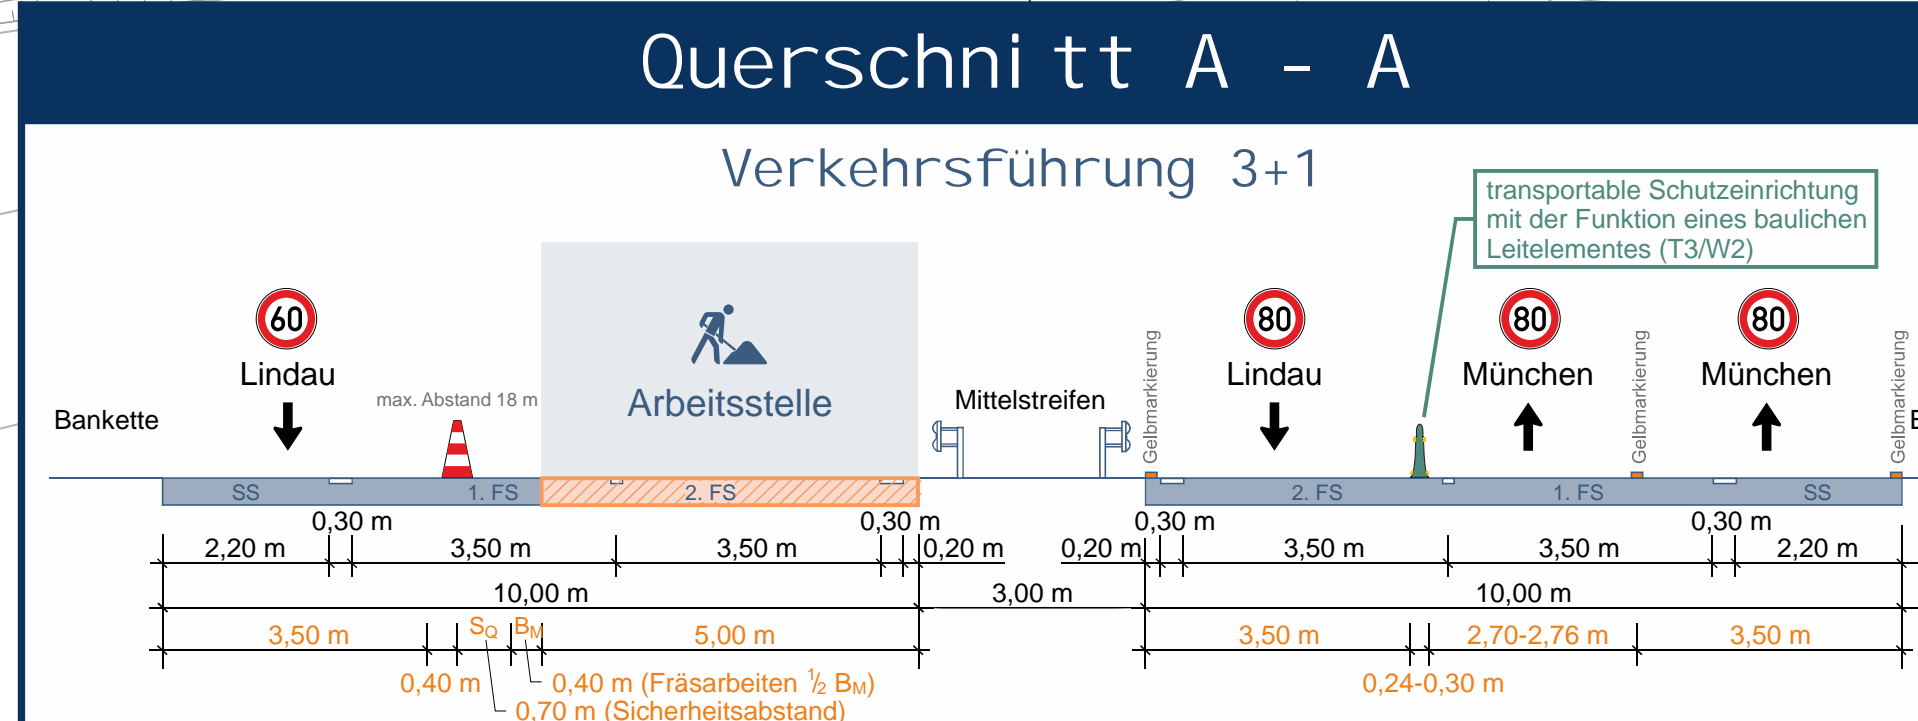 Querschnitt A - A
Verkehrsführung 3+1
transportable Schutzeinrichtung
mit der Funktion eines baulichen
Leitelementes (T3/W2)
60
80
80
80
Lindau
Lindau
München
München
max. Abstand 18 m
Arbeitsstelle
Mittelstreifen
Bankette
Gelbmarkierung
Gelbmarkierung
Gelbmarkierung
SS
1. FS
2. FS
2. FS
1. FS
SS
0,30 m
0,30 m
0,30 m
0,30 m
2,20 m
3,50 m
3,50 m
0,20 m
0,20 m
3,50 m
3,50 m
2,20 m
10,00 m
3,00 m
10,00 m
3,50 m
SQ
BM
5,00 m
3,50 m
2,70-2,76 m
3,50 m
0,40 m
0,40 m (Fräsarbeiten ½ BM)
0,24-0,30 m
0,70 m (Sicherheitsabstand)